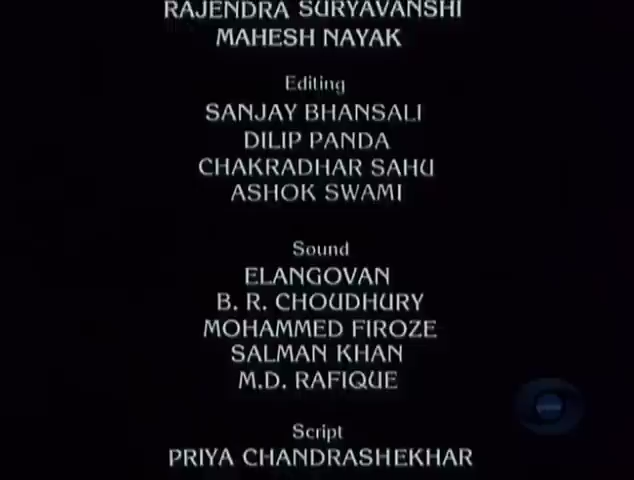 RAJENDRA SURYAVANSHI
MAHESH NAYAK
Editing
SANJAY BHANSALI
DILIP PANDA
CHAKRADHAR SAHU
ASHOK SWAMI
Sound
ELANGOVAN
B. R. CHOUDHURY
MOHAMMED FIROZE
SALMAN KHAN
M.D. RAFIQUE
Script
PRIYA CHANDRASHEKHAR